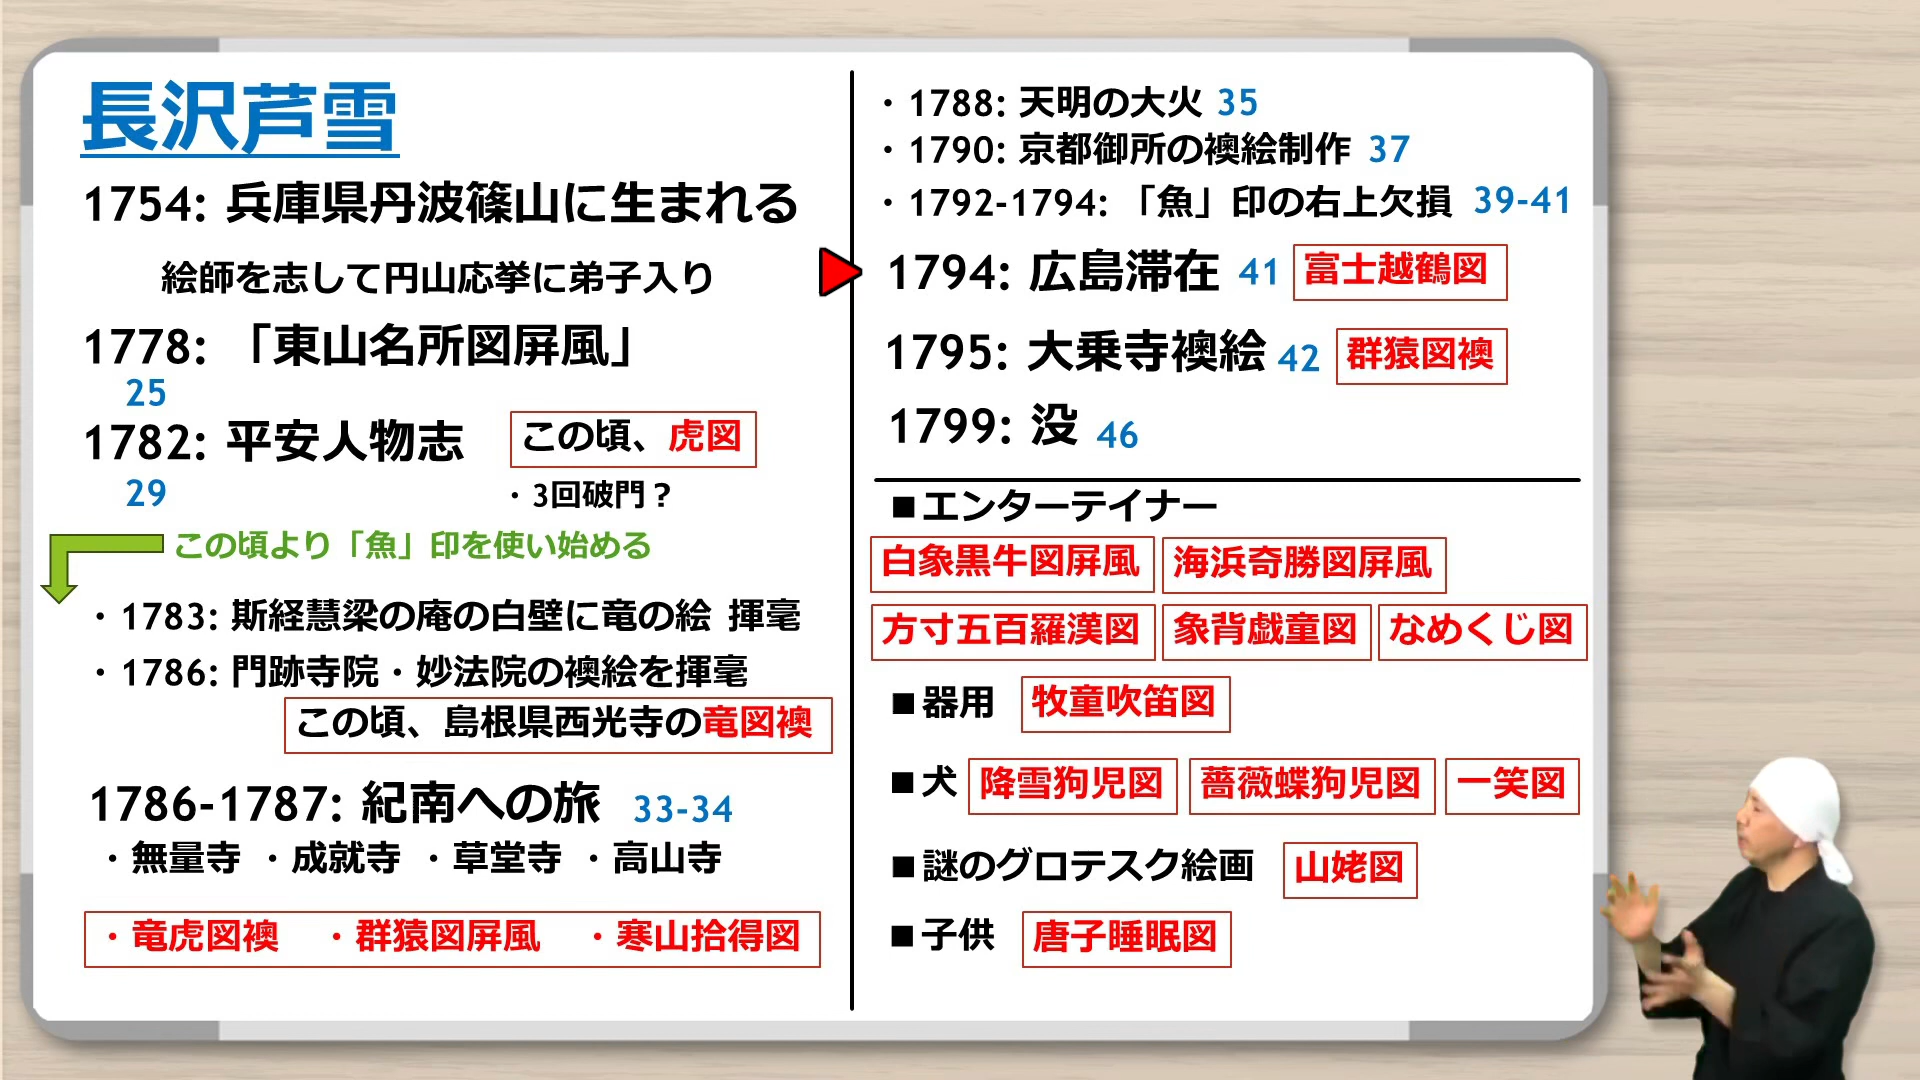 長沢芦雪
1754: 兵庫県丹波篠山に生まれる
絵師を志して円山応挙に弟子入り
1778: 「東山名所図屏風」
25
1782: 平安人物志
この頃、虎図
29
・3回破門？
この頃より「魚」印を使い始める
・1783: 斯経慧梁の庵の白壁に竜の絵 揮毫
・1786: 門跡寺院・妙法院の襖絵を揮毫
この頃、島根県西光寺の竜図襖
1786-1787: 紀南への旅 33-34
・無量寺 ・成就寺 ・草堂寺 ・高山寺
・竜虎図襖 ・群猿図屏風 ・寒山拾得図
・1788: 天明の大火 35
・1790: 京都御所の襖絵制作 37
・1792-1794: 「魚」印の右上欠損 39-41
1794: 広島滞在 41 富士越鶴図
1795: 大乗寺襖絵 42 群猿図襖
1799: 没 46
■エンターテイナー
白象黒牛図屏風 海浜奇勝図屏風
方寸五百羅漢図 象背戯童図 なめくじ図
■器用 牧童吹笛図
■犬 降雪狗児図 薔薇蝶狗児図 一笑図
■謎のグロテスク絵画 山姥図
■子供 唐子睡眠図